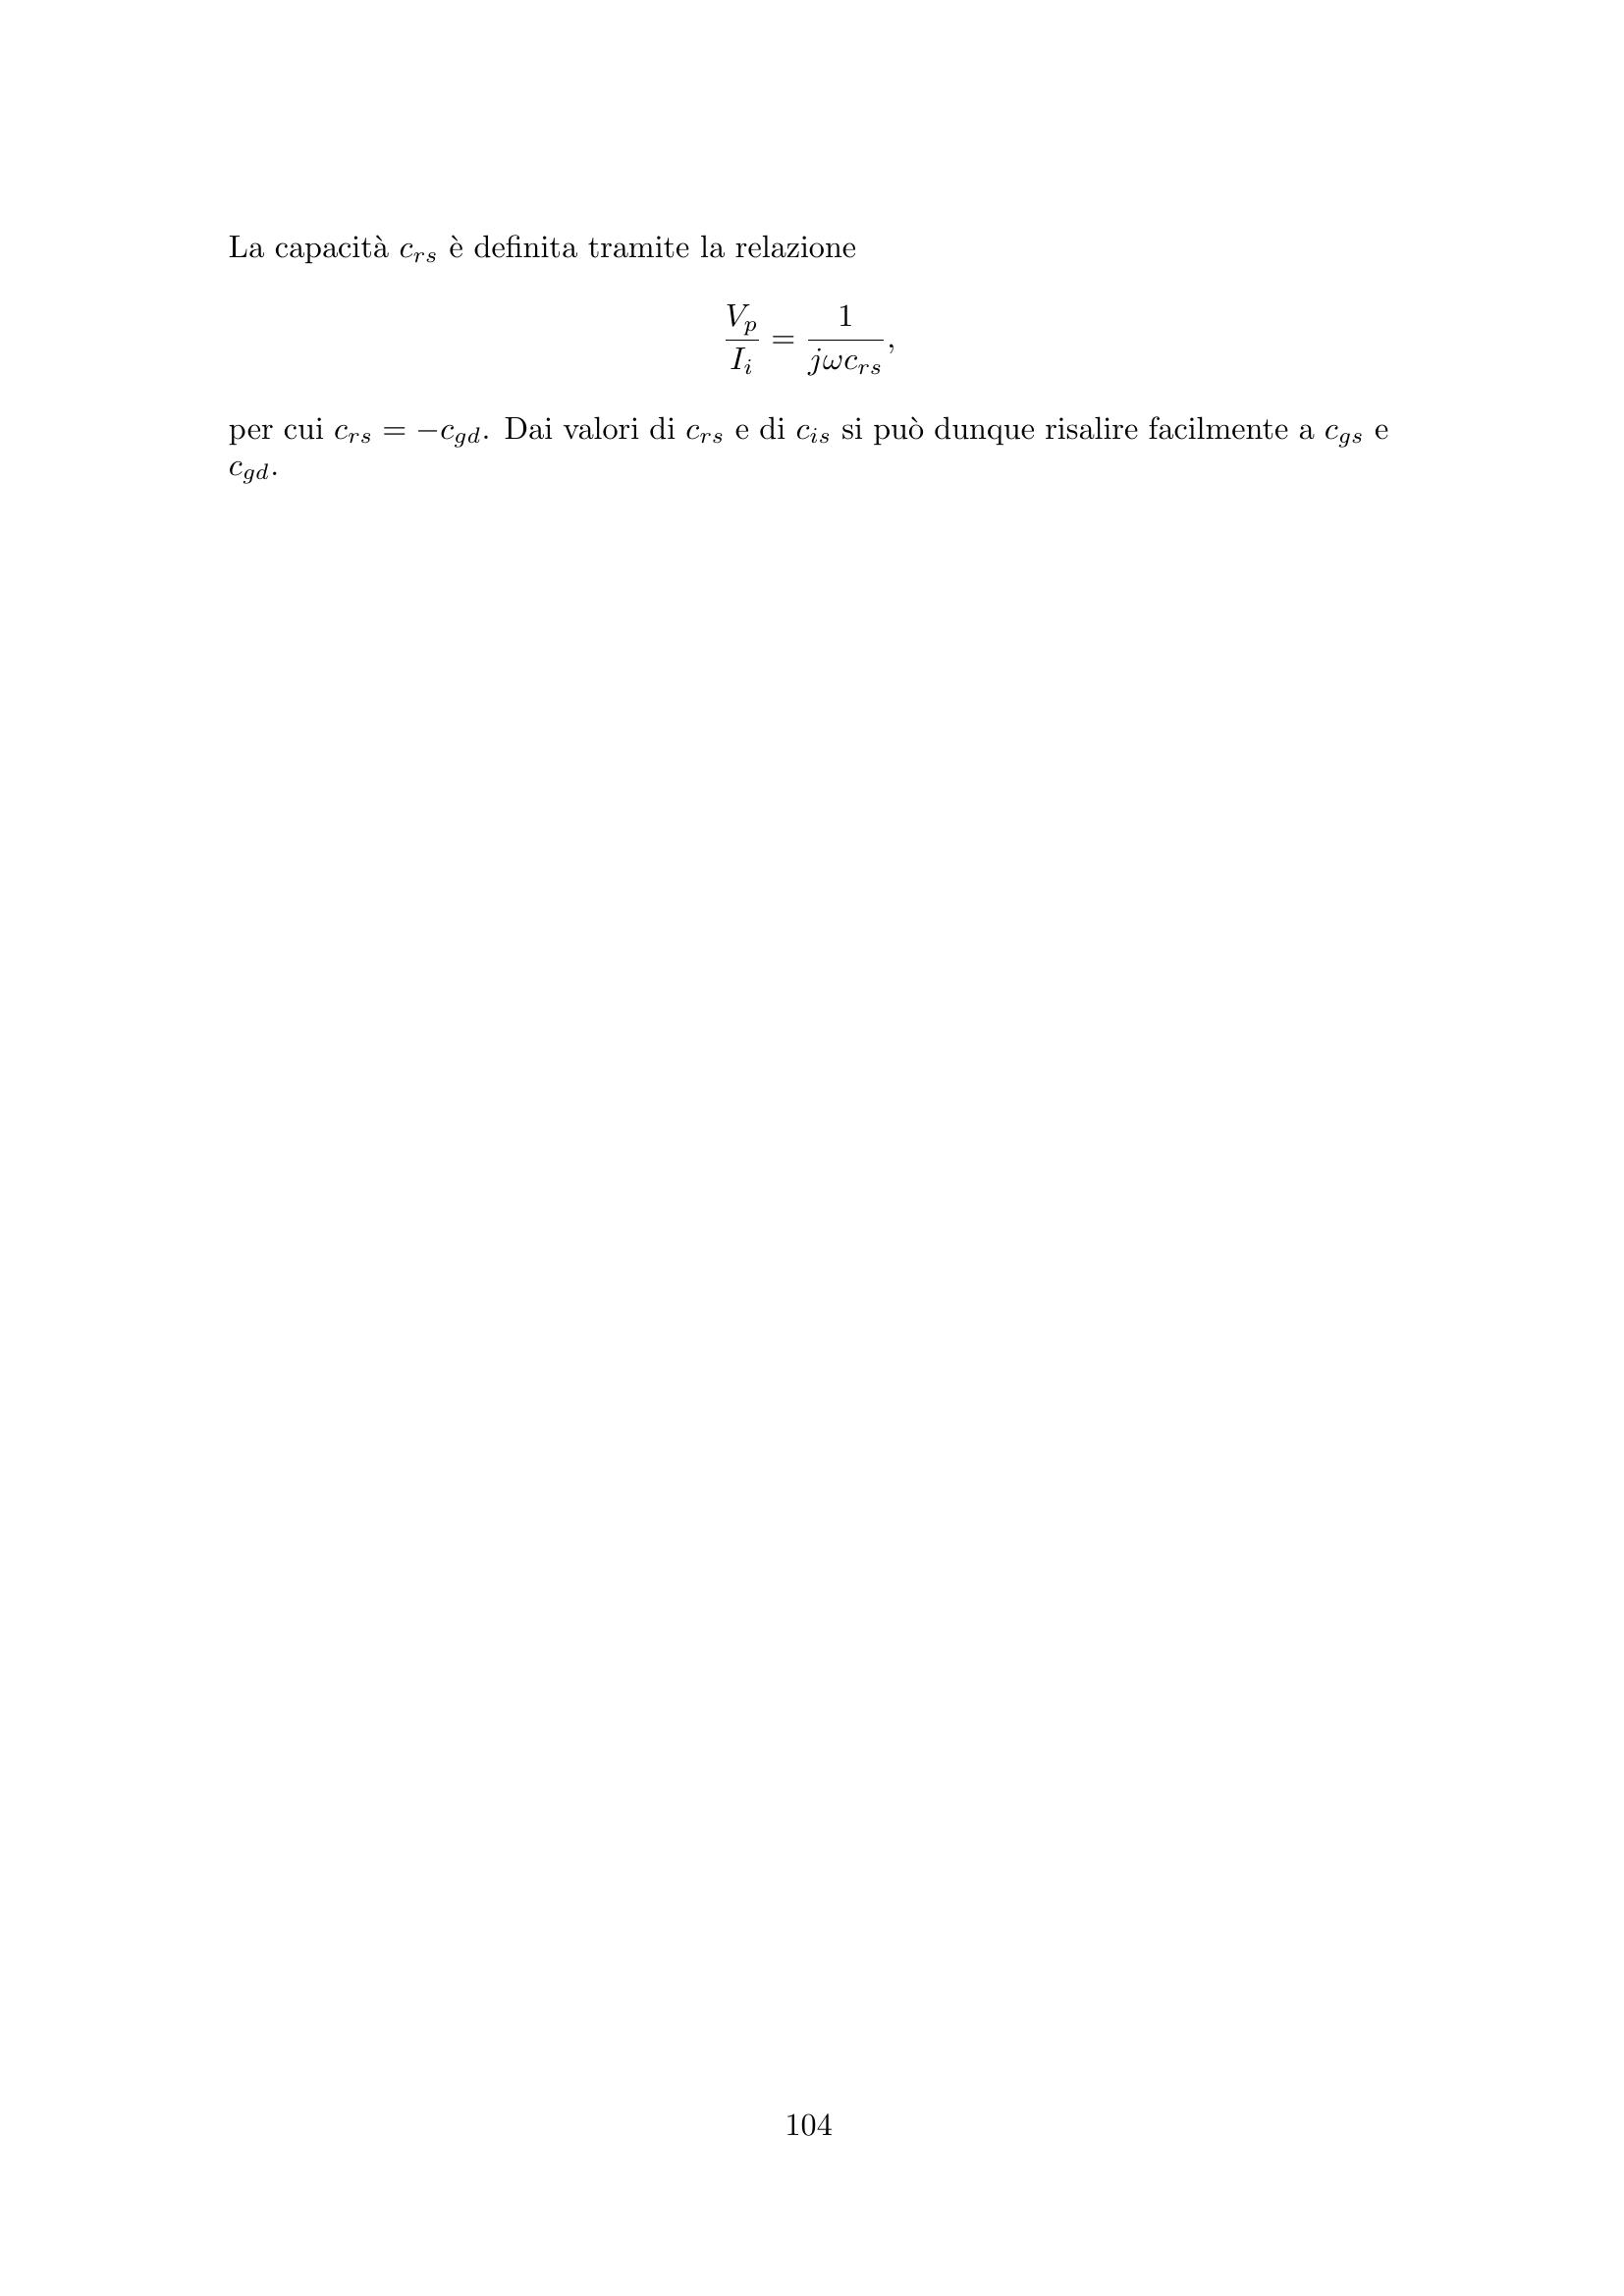 La capacità $c_{rs}$ è definita tramite la relazione
$$\frac{V_p}{I_i} = \frac{1}{j\omega c_{rs}},$$
per cui $c_{rs} = -c_{gd}$. Dai valori di $c_{rs}$ e di $c_{is}$ si può dunque risalire facilmente a $c_{gs}$ e
$c_{gd}$.
104